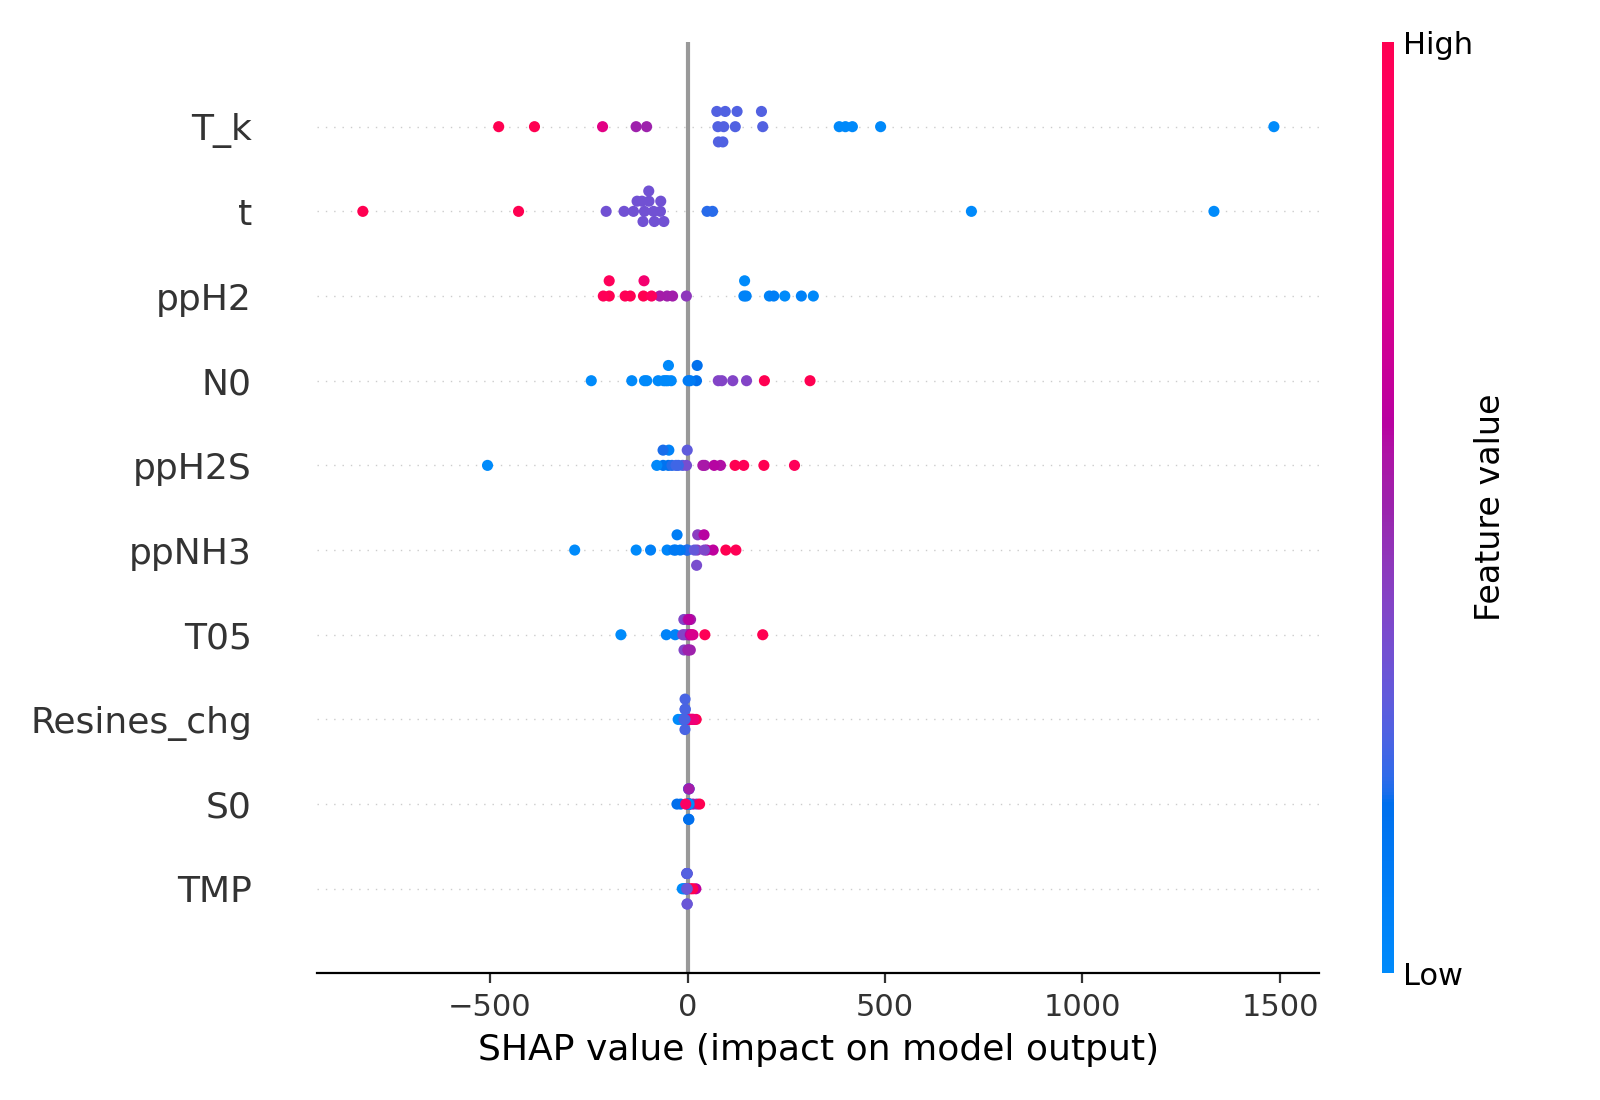 High
T_k
t
ppH2
N0
ppH2S
ppNH3
T05
Resines_chg
S0
TMP
Feature value
Low
−500 0 500 1000 1500
SHAP value (impact on model output)